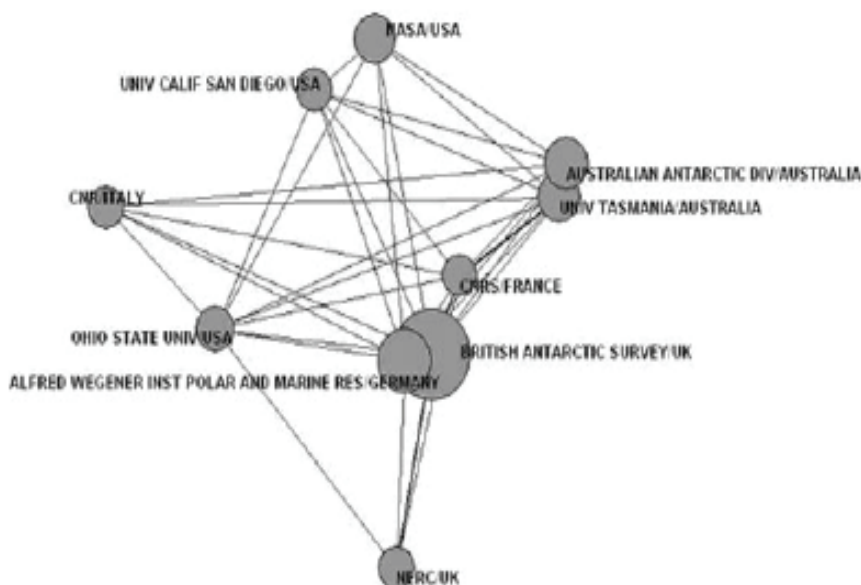 NASA/USA
UNIV CALIF SAN DIEGO/USA
AUSTRALIAN ANTARCTIC DIV/AUSTRALIA
CNR/ITALY
UNIV TASMANIA/AUSTRALIA
CNRS/FRANCE
OHIO STATE UNIV/USA
BRITISH ANTARCTIC SURVEY/UK
ALFRED WEGENER INST POLAR AND MARINE RES/GERMANY
NERC/UK